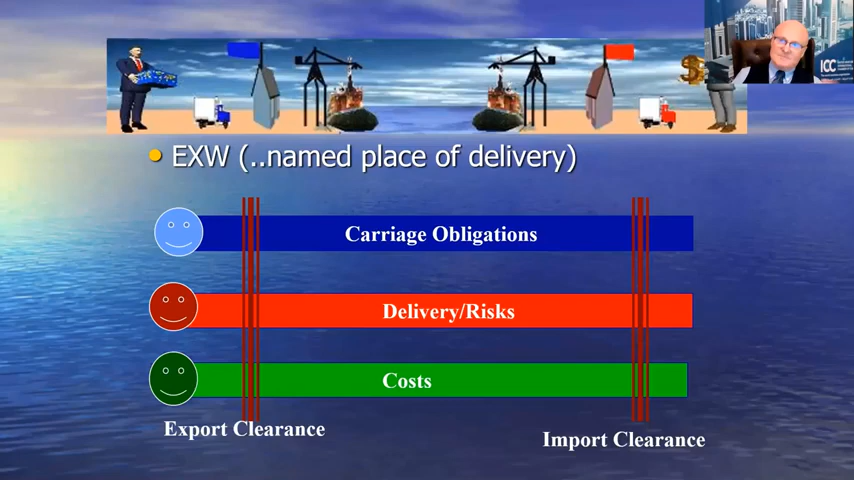 ICC
EXW (..named place of delivery)
Carriage Obligations
Delivery/Risks
Costs
Export Clearance
Import Clearance